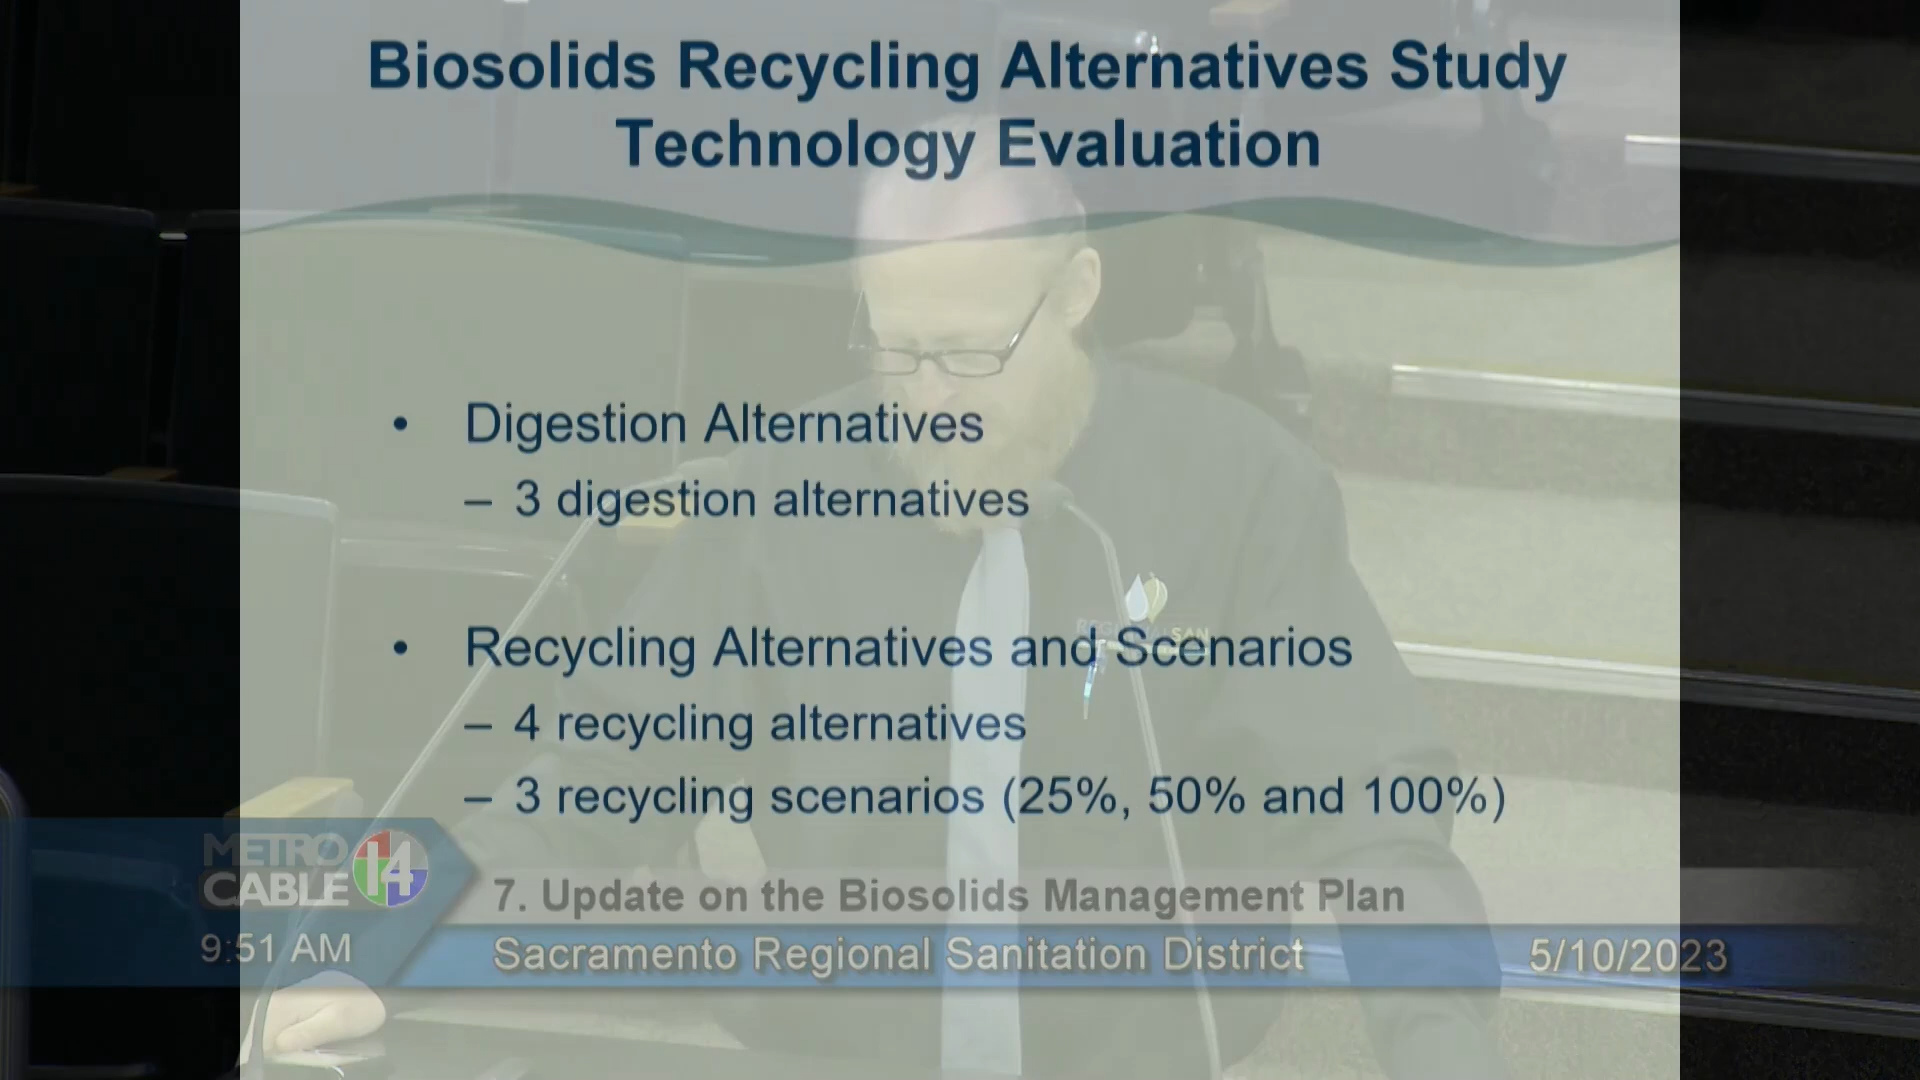 Biosolids Recycling Alternatives Study
Technology Evaluation
• Digestion Alternatives
– 3 digestion alternatives
• Recycling Alternatives and Scenarios
– 4 recycling alternatives
– 3 recycling scenarios (25%, 50% and 100%)
REGIONALSAN
METRO
CABLE 14
7. Update on the Biosolids Management Plan
9:51 AM
Sacramento Regional Sanitation District
5/10/2023